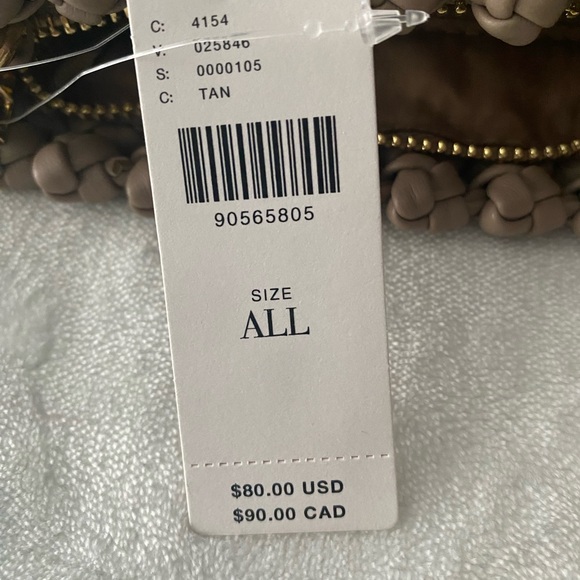 C: 4154
V: 025846
S: 0000105
C: TAN
90565805
SIZE
ALL
$80.00 USD
$90.00 CAD